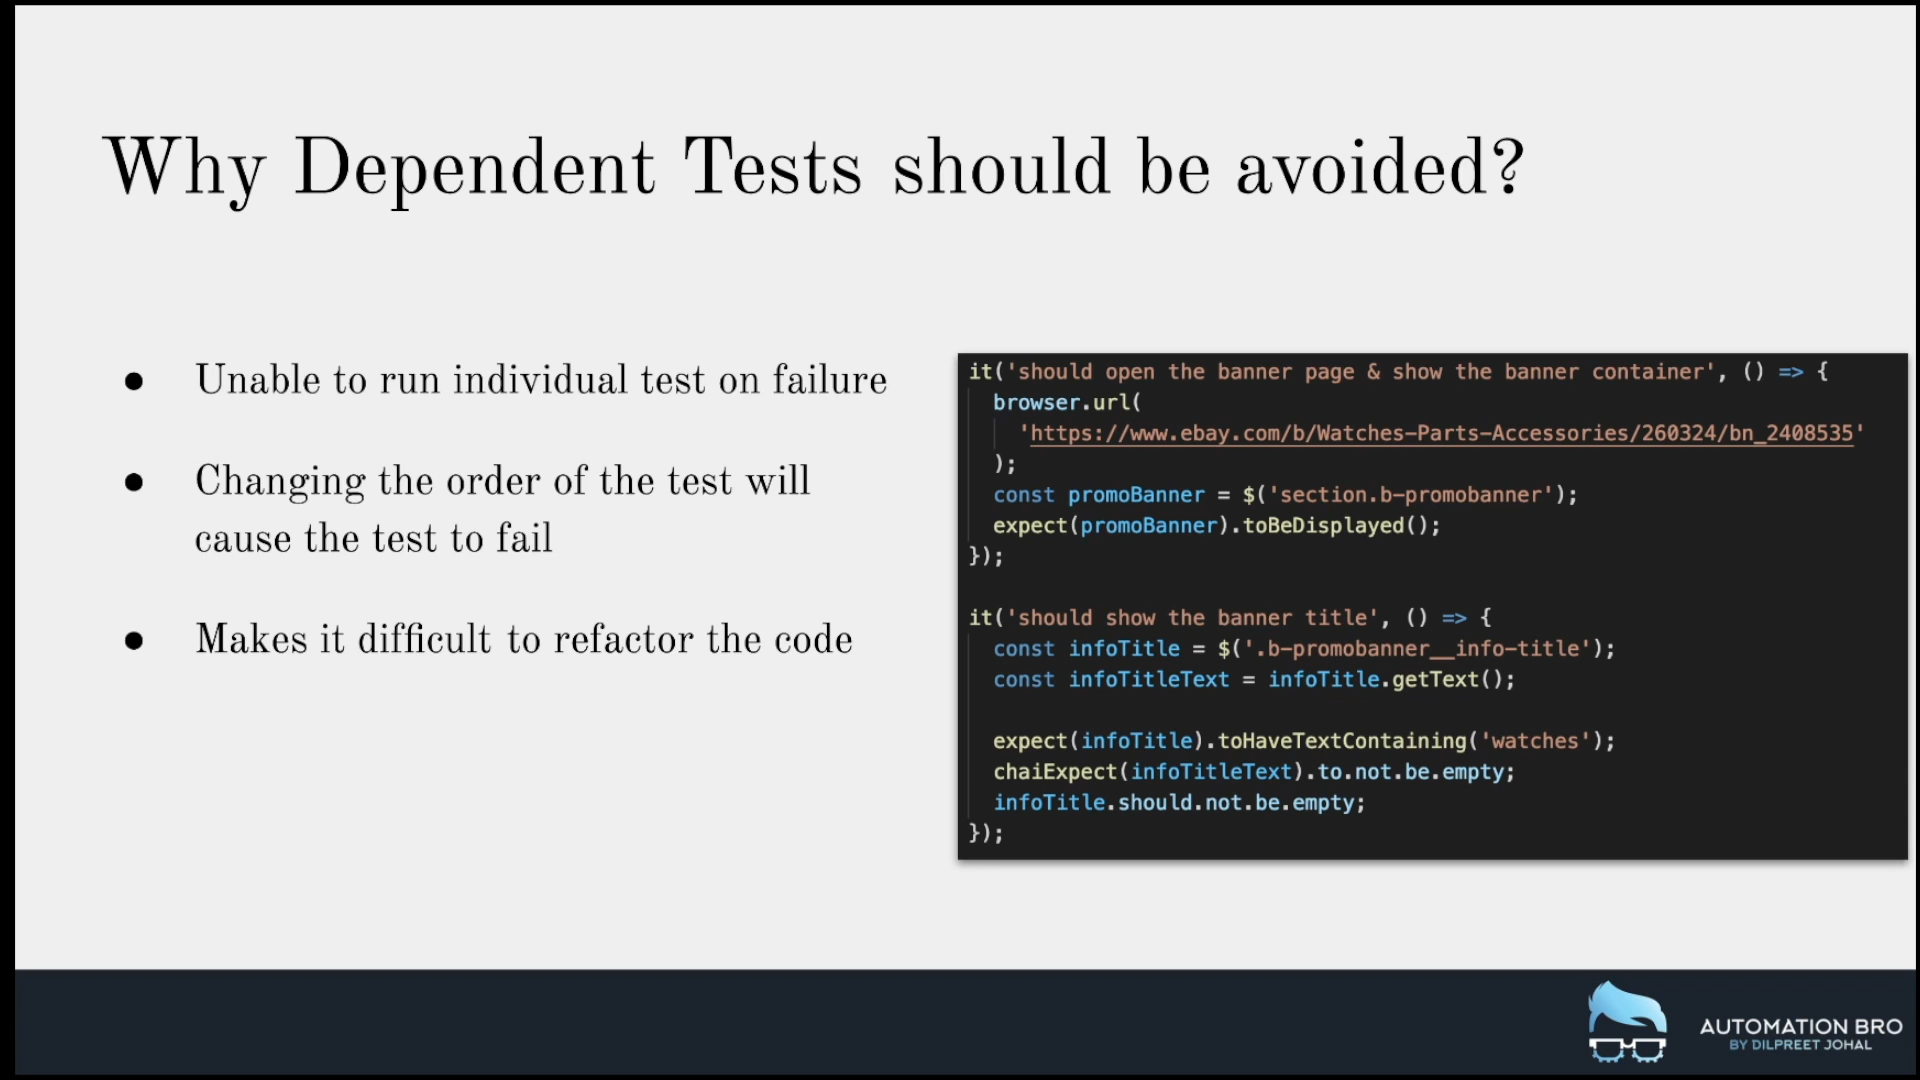 Why Dependent Tests should be avoided?
● Unable to run individual test on failure
● Changing the order of the test will
cause the test to fail
● Makes it difficult to refactor the code
it('should open the banner page & show the banner container', () => {
browser.url(
'https://www.ebay.com/b/Watches-Parts-Accessories/260324/bn_2408535'
);
const promoBanner = $('section.b-promobanner');
expect(promoBanner).toBeDisplayed();
});
it('should show the banner title', () => {
const infoTitle = $('.b-promobanner__info-title');
const infoTitleText = infoTitle.getText();
expect(infoTitle).toHaveTextContaining('watches');
chaiExpect(infoTitleText).to.not.be.empty;
infoTitle.should.not.be.empty;
});
AUTOMATION BRO
BY DILPREET JOHAL